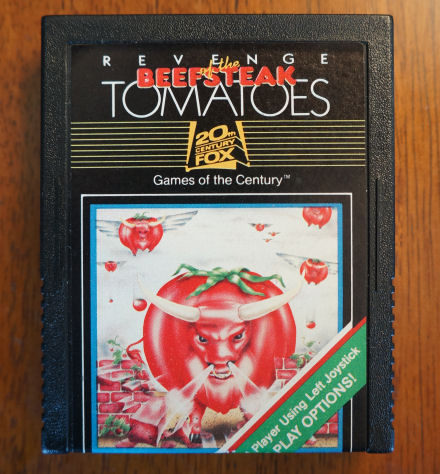 REVENGE
of the
BEEFSTEAK
TOMATOES
20th
CENTURY
FOX
Games of the Century™
Player Using Left Joystick
PLAY OPTIONS!